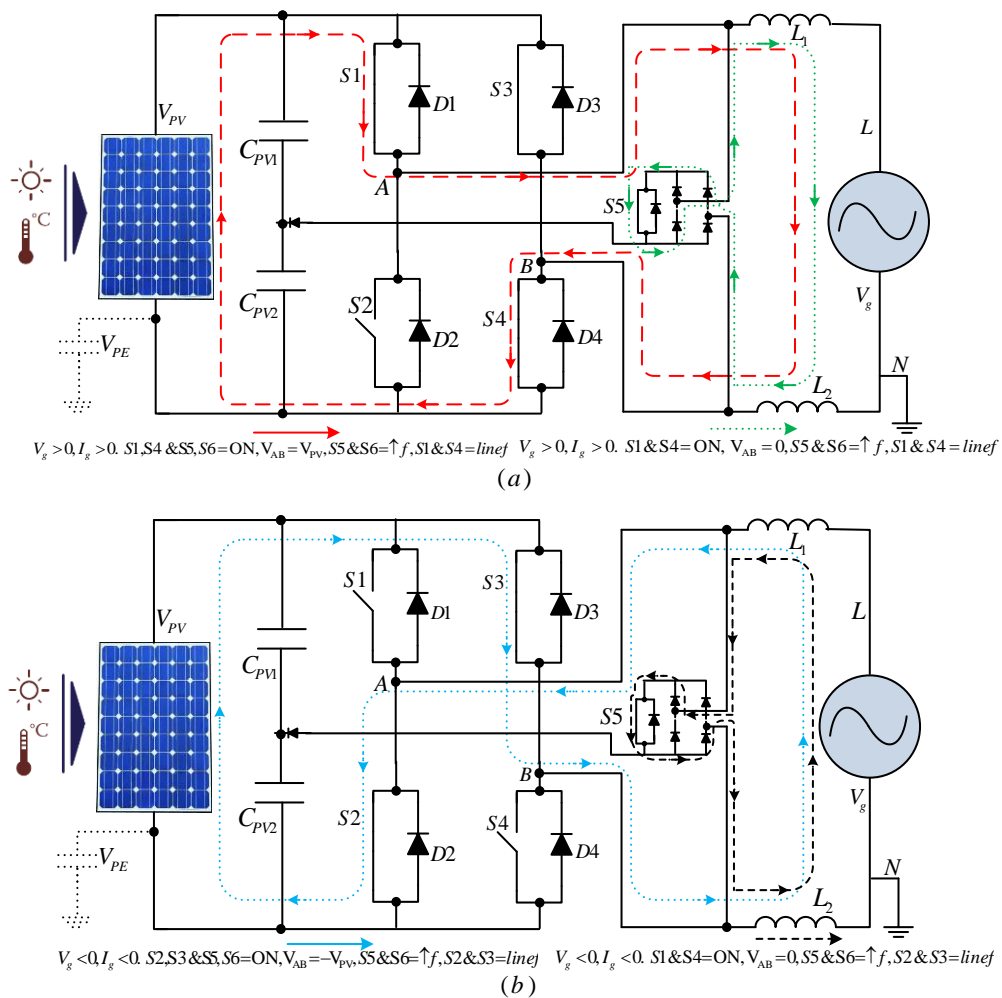 V_PV
S1
D1
S3
D3
L_1
C_PV1
L
°C
A
S5
S2
D2
B
S4
D4
C_PV2
V_g
V_PE
L_2
N
V_g > 0, I_g > 0. S1,S4 &S5,S6=ON,V_AB=V_PV,S5 &S6=↑f,S1&S4=linef
V_g > 0, I_g > 0. S1&S4=ON, V_AB=0,S5&S6=↑f,S1&S4=linef
(a)
V_PV
S1
D1
S3
D3
L_1
C_PV1
L
°C
A
S5
S2
D2
B
S4
D4
C_PV2
V_g
V_PE
L_2
N
V_g <0, I_g <0. S2,S3&S5,S6=ON,V_AB=−V_PV,S5&S6=↑f,S2&S3=linef
V_g <0, I_g <0. S1&S4=ON, V_AB=0,S5&S6=↑f,S2&S3=linef
(b)